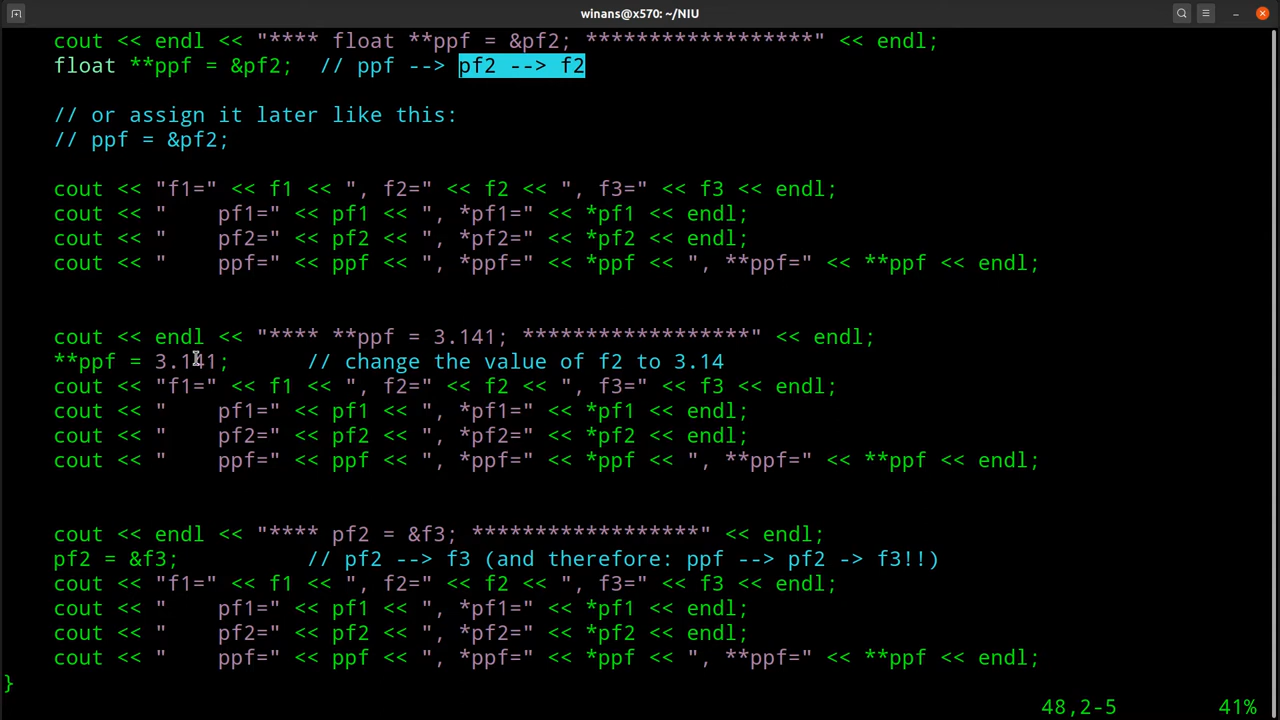 winans@x570: ~/NIU
cout << endl << "**** float **ppf = &pf2; ******************" << endl;
float **ppf = &pf2;  // ppf --> pf2 --> f2
// or assign it later like this:
// ppf = &pf2;
cout << "f1=" << f1 << ", f2=" << f2 << ", f3=" << f3 << endl;
cout << "    pf1=" << pf1 << ", *pf1=" << *pf1 << endl;
cout << "    pf2=" << pf2 << ", *pf2=" << *pf2 << endl;
cout << "    ppf=" << ppf << ", *ppf=" << *ppf << ", **ppf=" << **ppf << endl;
cout << endl << "**** **ppf = 3.141; ******************" << endl;
**ppf = 3.141;      // change the value of f2 to 3.14
cout << "f1=" << f1 << ", f2=" << f2 << ", f3=" << f3 << endl;
cout << "    pf1=" << pf1 << ", *pf1=" << *pf1 << endl;
cout << "    pf2=" << pf2 << ", *pf2=" << *pf2 << endl;
cout << "    ppf=" << ppf << ", *ppf=" << *ppf << ", **ppf=" << **ppf << endl;
cout << endl << "**** pf2 = &f3; ******************" << endl;
pf2 = &f3;          // pf2 --> f3 (and therefore: ppf --> pf2 -> f3!!)
cout << "f1=" << f1 << ", f2=" << f2 << ", f3=" << f3 << endl;
cout << "    pf1=" << pf1 << ", *pf1=" << *pf1 << endl;
cout << "    pf2=" << pf2 << ", *pf2=" << *pf2 << endl;
cout << "    ppf=" << ppf << ", *ppf=" << *ppf << ", **ppf=" << **ppf << endl;
}
48,2-5 41%